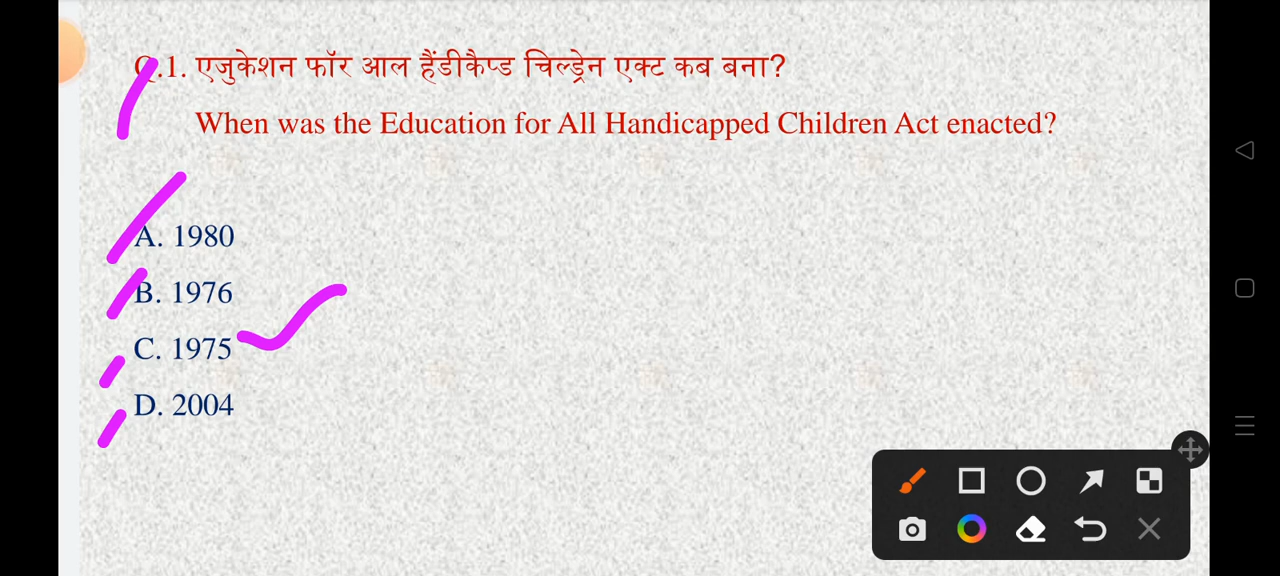 Q.1. एजुकेशन फॉर आल हैंडीकैप्ड चिल्ड्रेन एक्ट कब बना?
When was the Education for All Handicapped Children Act enacted?
A. 1980
B. 1976
C. 1975
D. 2004